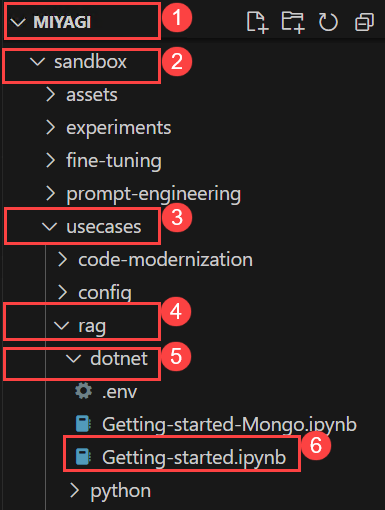 MIYAGI 1
sandbox 2
assets
experiments
fine-tuning
prompt-engineering
usecases 3
code-modernization
config
rag 4
dotnet 5
.env
Getting-started-Mongo.ipynb
Getting-started.ipynb 6
python